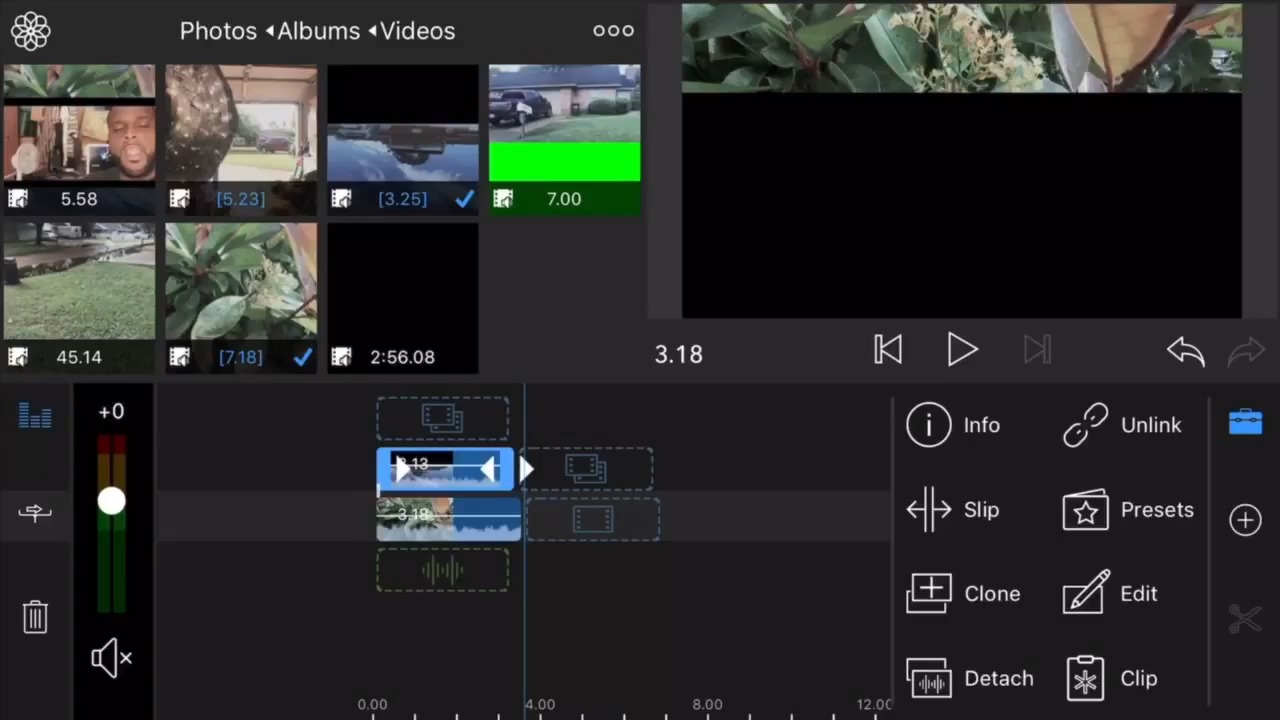 Photos ◂Albums ◂Videos
5.58
[5.23]
[3.25]
7.00
45.14
[7.18]
2:56.08
3.18
+0
3.13
3.18
Info
Unlink
Slip
Presets
Clone
Edit
Detach
Clip
0.00
4.00
8.00
12.00